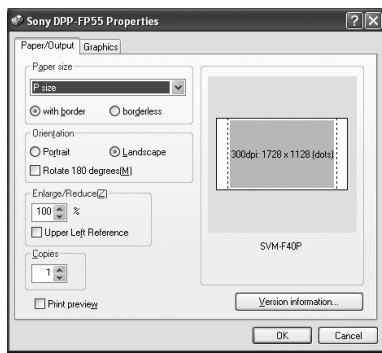 Sony DPP-FP55 Properties
Paper/Output Graphics
Paper size
P size
with border borderless
Orientation
Portrait Landscape
Rotate 180 degrees[M]
Enlarge/Reduce[Z]
100 %
Upper Left Reference
Copies
1
Print preview
300dpi: 1728 x 1128 (dots)
SVM-F40P
Version information...
OK Cancel